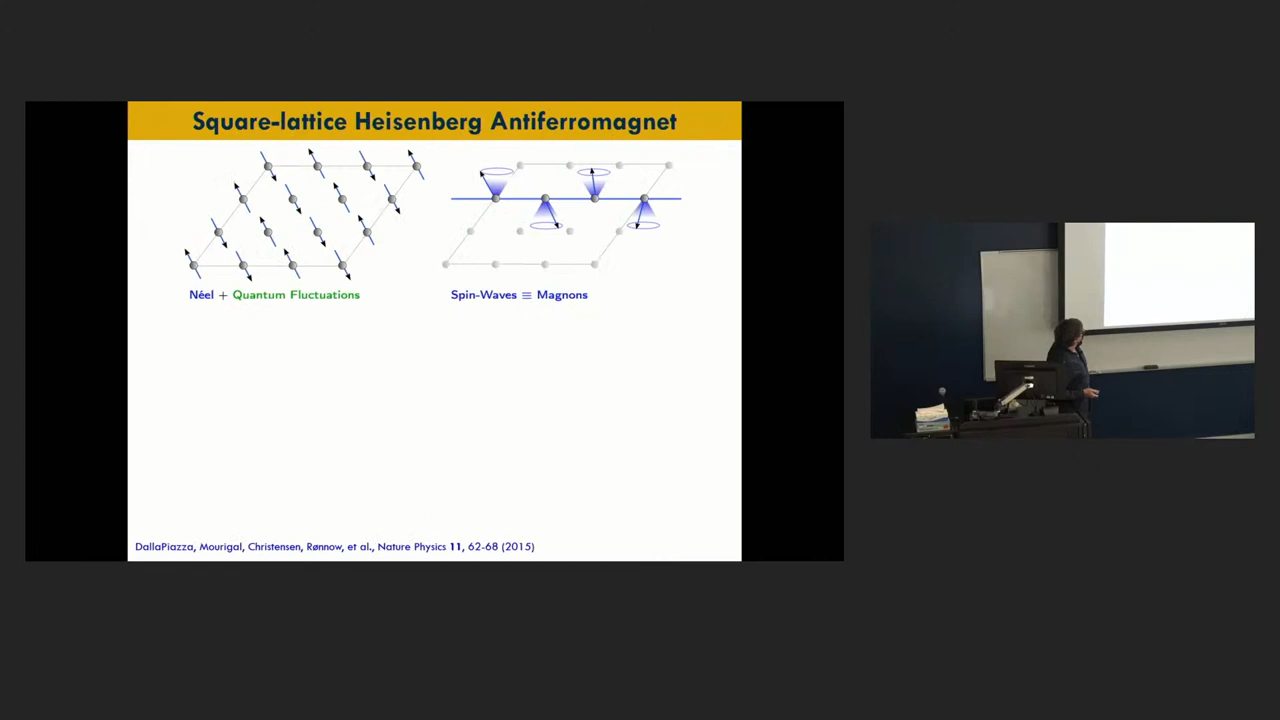 Square-lattice Heisenberg Antiferromagnet
Néel + Quantum Fluctuations
Spin-Waves ≡ Magnons
DallaPiazza, Mourigal, Christensen, Rønnow, et al., Nature Physics 11, 62-68 (2015)